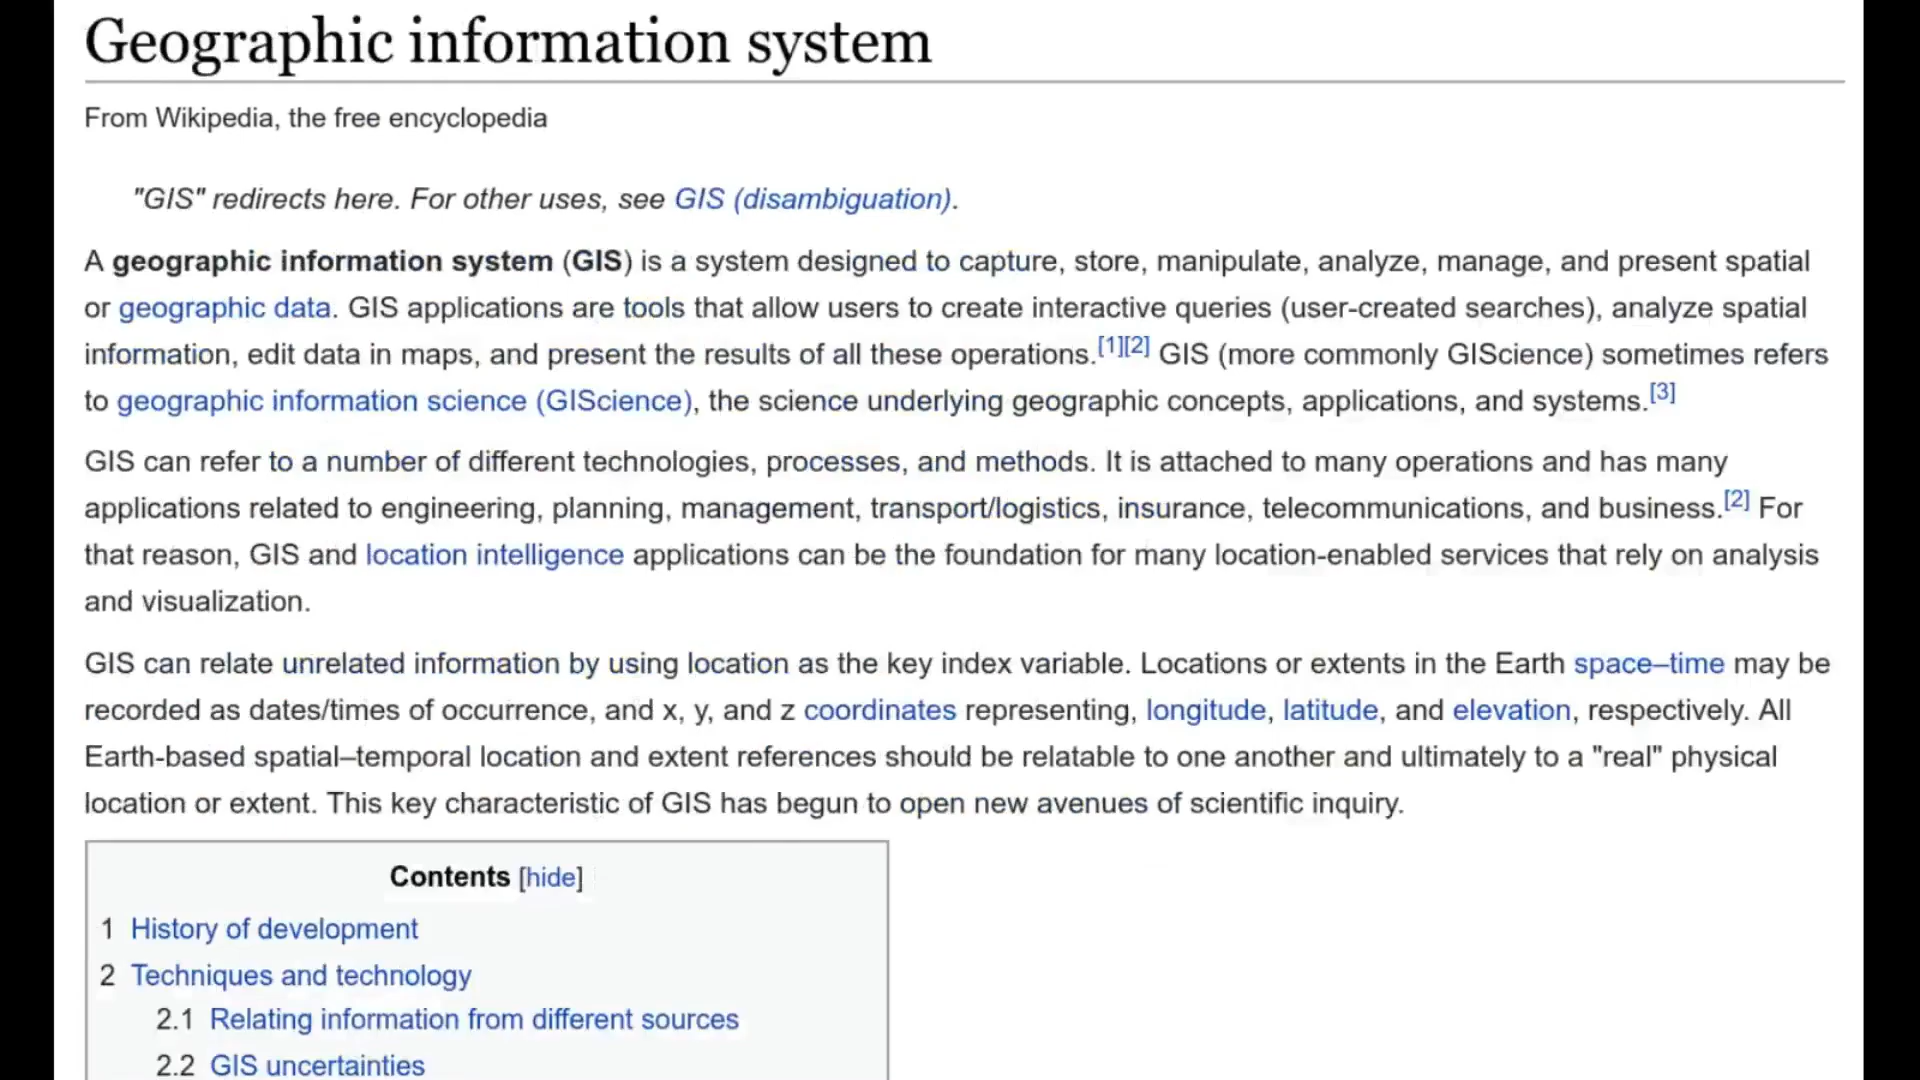 Geographic information system
From Wikipedia, the free encyclopedia
"GIS" redirects here. For other uses, see GIS (disambiguation).
A geographic information system (GIS) is a system designed to capture, store, manipulate, analyze, manage, and present spatial
or geographic data. GIS applications are tools that allow users to create interactive queries (user-created searches), analyze spatial
information, edit data in maps, and present the results of all these operations.[1][2] GIS (more commonly GIScience) sometimes refers
to geographic information science (GIScience), the science underlying geographic concepts, applications, and systems.[3]
GIS can refer to a number of different technologies, processes, and methods. It is attached to many operations and has many
applications related to engineering, planning, management, transport/logistics, insurance, telecommunications, and business.[2] For
that reason, GIS and location intelligence applications can be the foundation for many location-enabled services that rely on analysis
and visualization.
GIS can relate unrelated information by using location as the key index variable. Locations or extents in the Earth space–time may be
recorded as dates/times of occurrence, and x, y, and z coordinates representing, longitude, latitude, and elevation, respectively. All
Earth-based spatial–temporal location and extent references should be relatable to one another and ultimately to a "real" physical
location or extent. This key characteristic of GIS has begun to open new avenues of scientific inquiry.
Contents [hide]
1 History of development
2 Techniques and technology
2.1 Relating information from different sources
2.2 GIS uncertainties